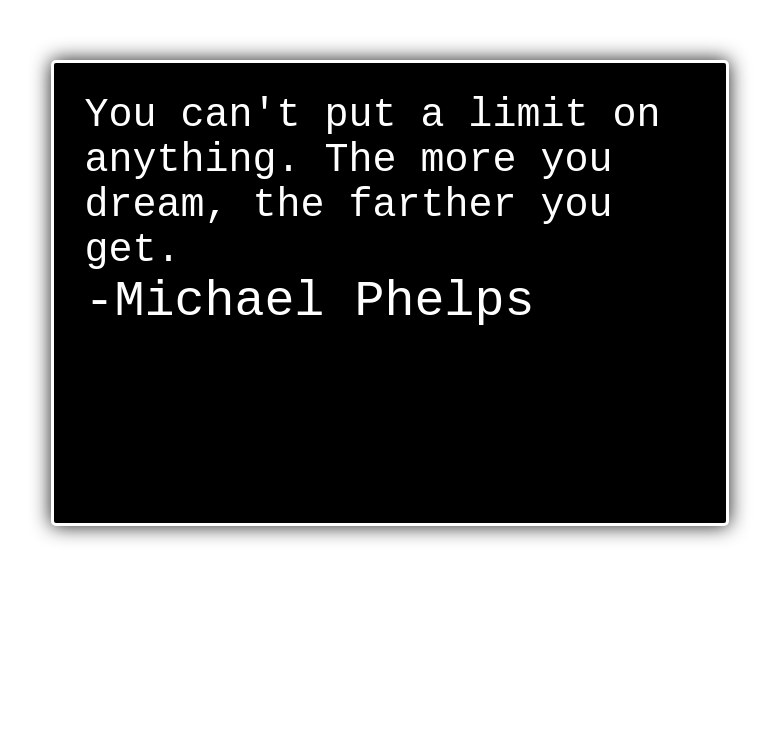 You can't put a limit on
anything. The more you
dream, the farther you
get.
-Michael Phelps